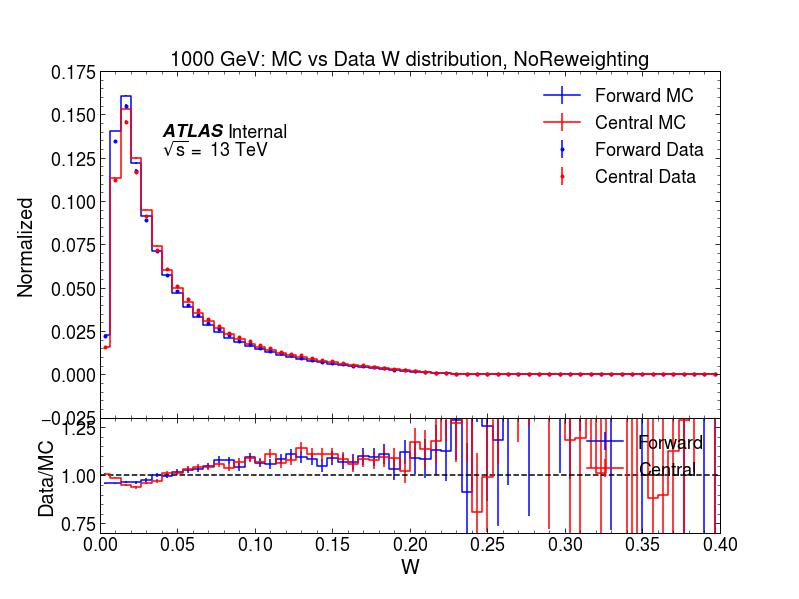 1000 GeV: MC vs Data W distribution, NoReweighting
0.175
0.150
0.125
0.100
0.075
0.050
0.025
0.000
−0.025
Normalized
ATLAS Internal
√s = 13 TeV
Forward MC
Central MC
Forward Data
Central Data
1.25
1.00
0.75
Data/MC
Forward
Central
0.00 0.05 0.10 0.15 0.20 0.25 0.30 0.35 0.40
W